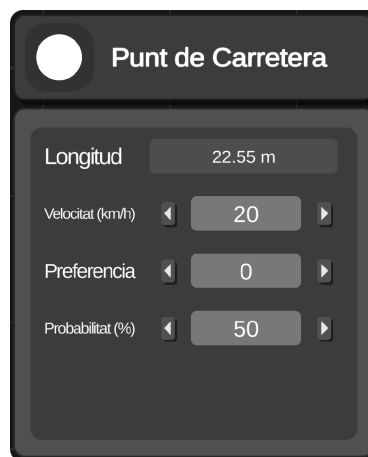 Punt de Carretera
Longitud 22.55 m
Velocitat (km/h) 20
Preferencia 0
Probabilitat (%) 50